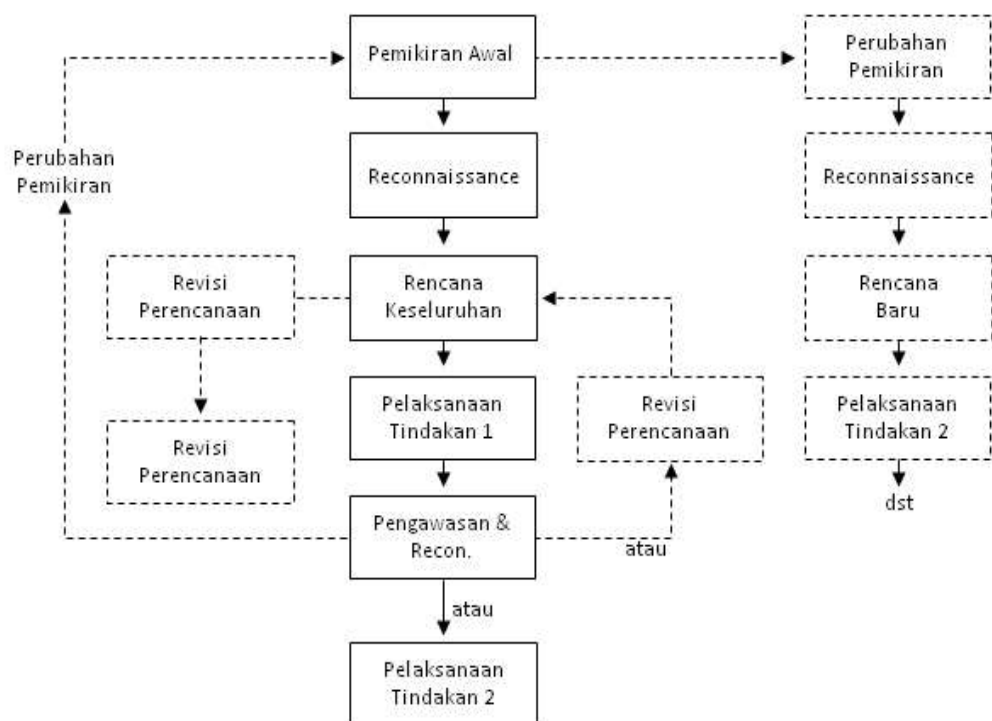 Pemikiran Awal
Perubahan
Pemikiran
Perubahan
Pemikiran
Reconnaissance
Reconnaissance
Revisi
Perencanaan
Rencana
Keseluruhan
Rencana
Baru
Pelaksanaan
Tindakan 1
Revisi
Perencanaan
Pelaksanaan
Tindakan 2
Revisi
Perencanaan
Pengawasan &
Recon.
atau
dst
atau
Pelaksanaan
Tindakan 2